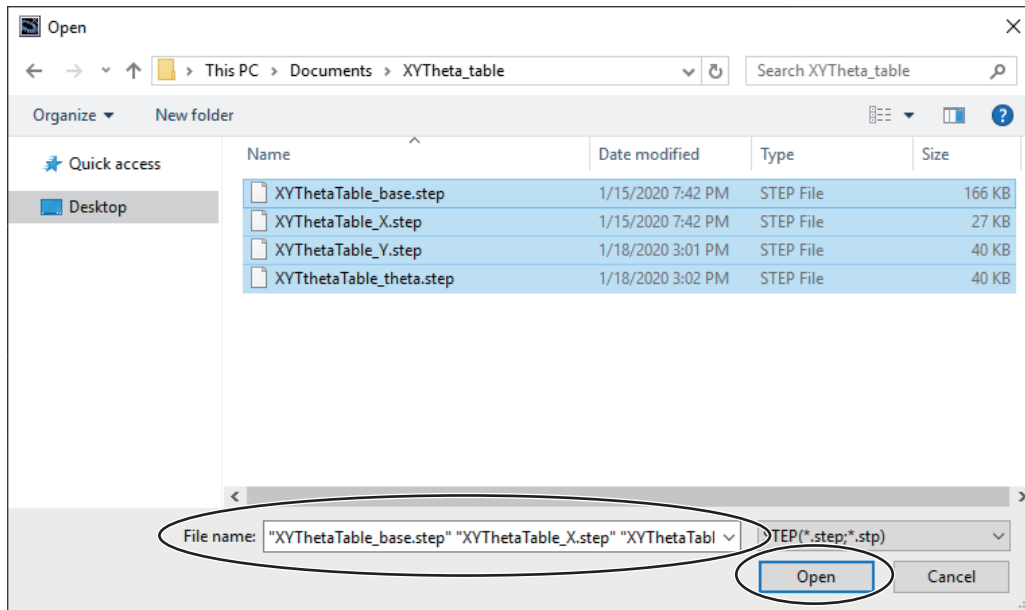 Open
This PC > Documents > XYTheta_table
Search XYTheta_table
Organize
New folder
Quick access
Desktop
Name Date modified Type Size
XYThetaTable_base.step 1/15/2020 7:42 PM STEP File 166 KB
XYThetaTable_X.step 1/15/2020 7:42 PM STEP File 27 KB
XYThetaTable_Y.step 1/18/2020 3:01 PM STEP File 40 KB
XYTthetaTable_theta.step 1/18/2020 3:02 PM STEP File 40 KB
File name: "XYThetaTable_base.step" "XYThetaTable_X.step" "XYThetaTabl
STEP(*.step;*.stp)
Open
Cancel